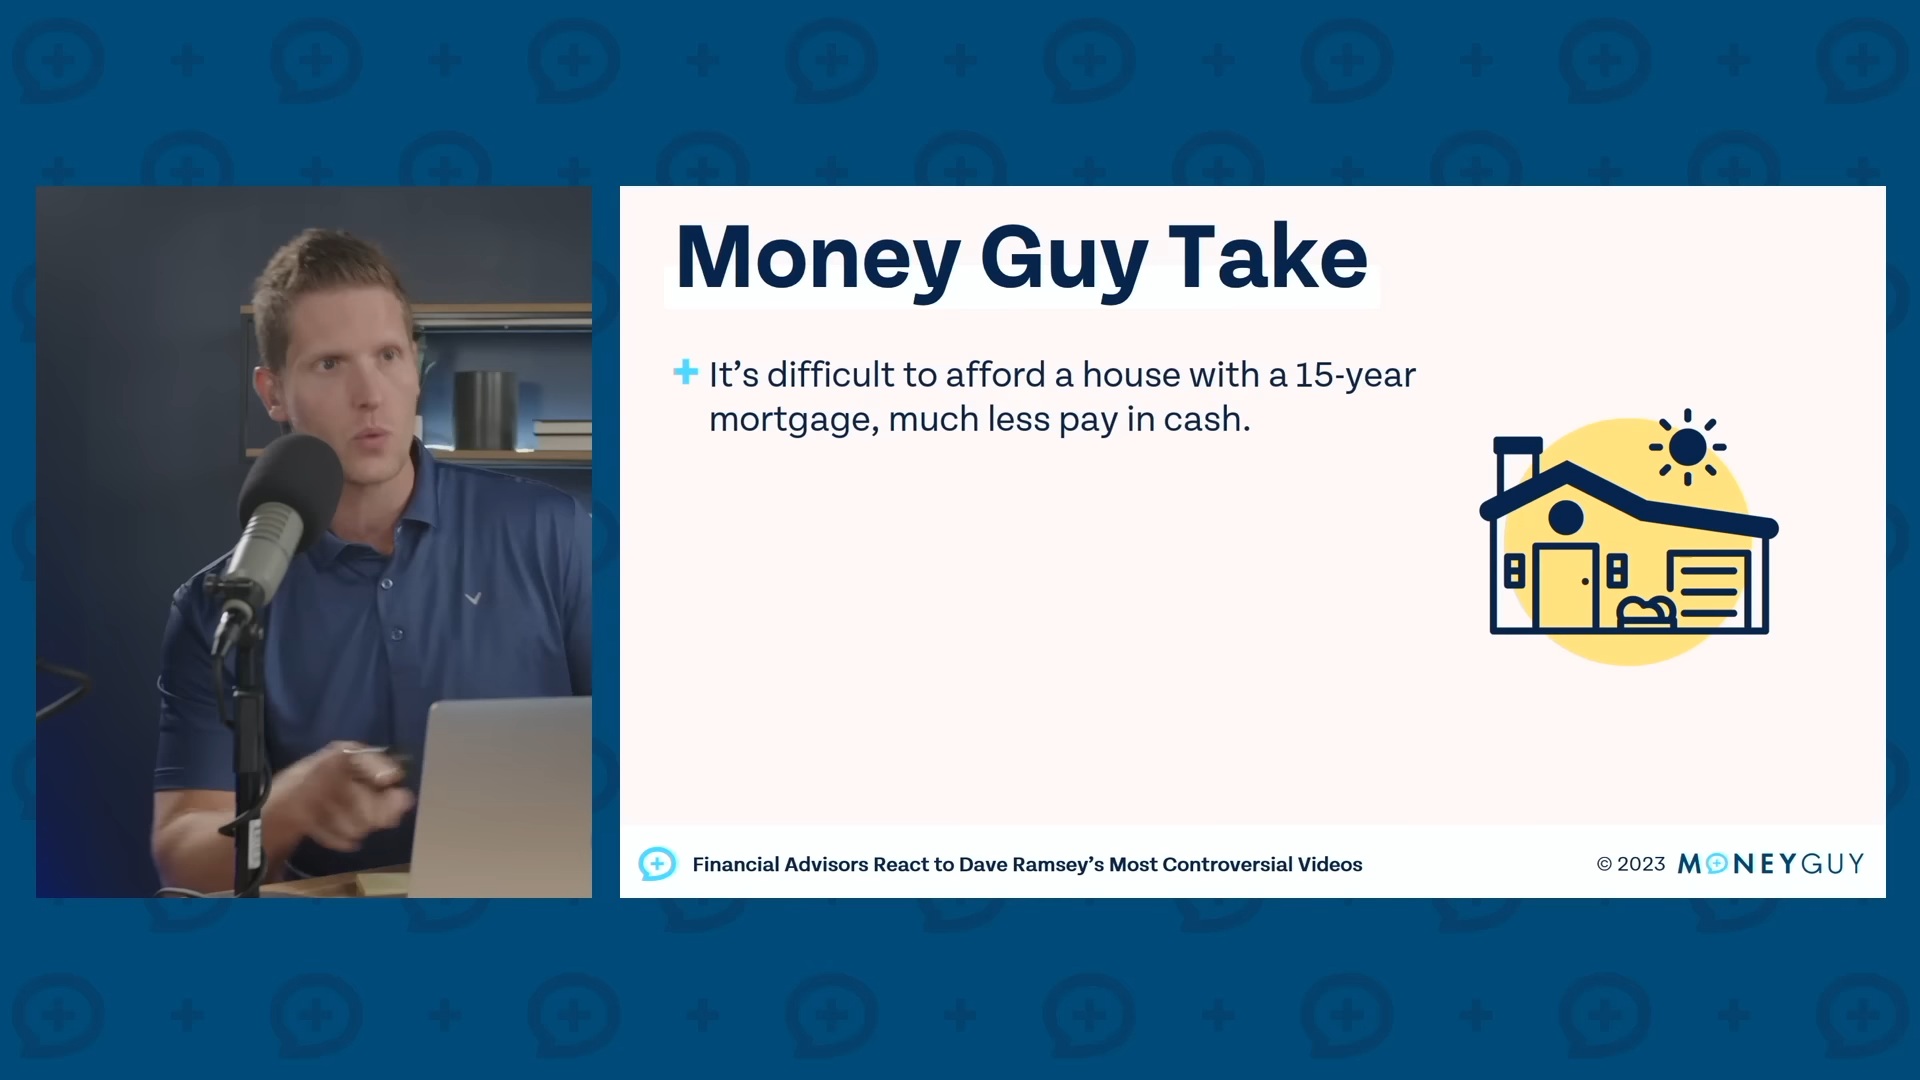 Money Guy Take
It’s difficult to afford a house with a 15-year
mortgage, much less pay in cash.
Financial Advisors React to Dave Ramsey’s Most Controversial Videos
© 2023 MONEYGUY